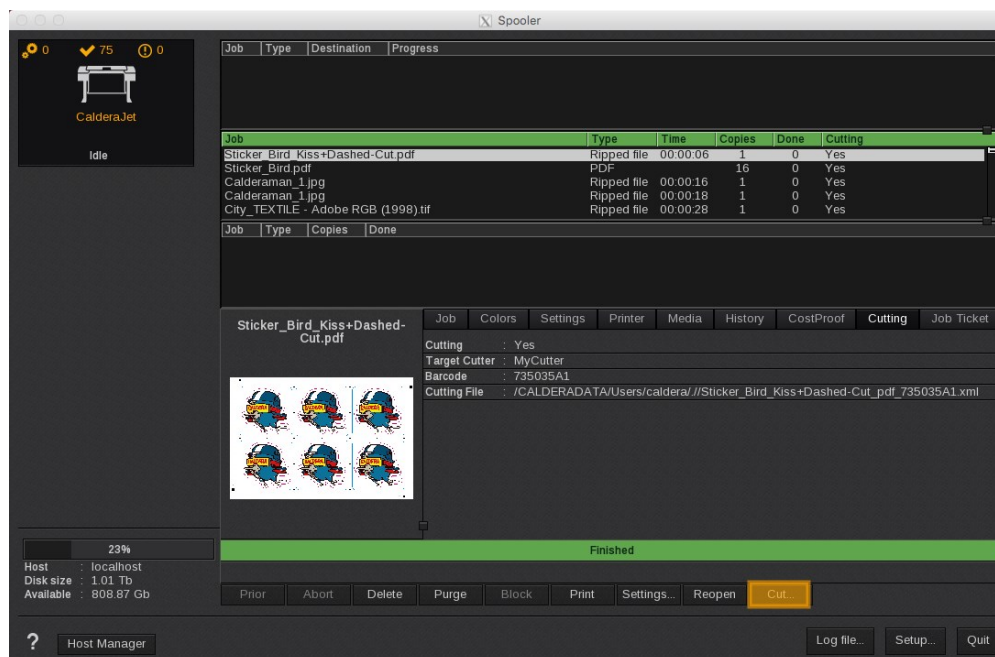 Spooler
0 75 0
CalderaJet
Idle
Job Type Destination Progress
Job Type Time Copies Done Cutting
Sticker_Bird_Kiss+Dashed-Cut.pdf Ripped file 00:00:06 1 0 Yes
Sticker_Bird.pdf PDF 16 0 Yes
Calderaman_1.jpg Ripped file 00:00:16 1 0 Yes
Calderaman_1.jpg Ripped file 00:00:18 1 0 Yes
City_TEXTILE - Adobe RGB (1998).tif Ripped file 00:00:28 1 0 Yes
Job Type Copies Done
Sticker_Bird_Kiss+Dashed-
Cut.pdf
Job Colors Settings Printer Media History CostProof Cutting Job Ticket
Cutting : Yes
Target Cutter : MyCutter
Barcode : 735035A1
Cutting File : /CALDERADATA/Users/caldera/.//Sticker_Bird_Kiss+Dashed-Cut_pdf_735035A1.xml
Finished
23%
Host : localhost
Disk size : 1.01 Tb
Available : 808.87 Gb
Prior Abort Delete Purge Block Print Settings... Reopen Cut...
? Host Manager Log file... Setup... Quit